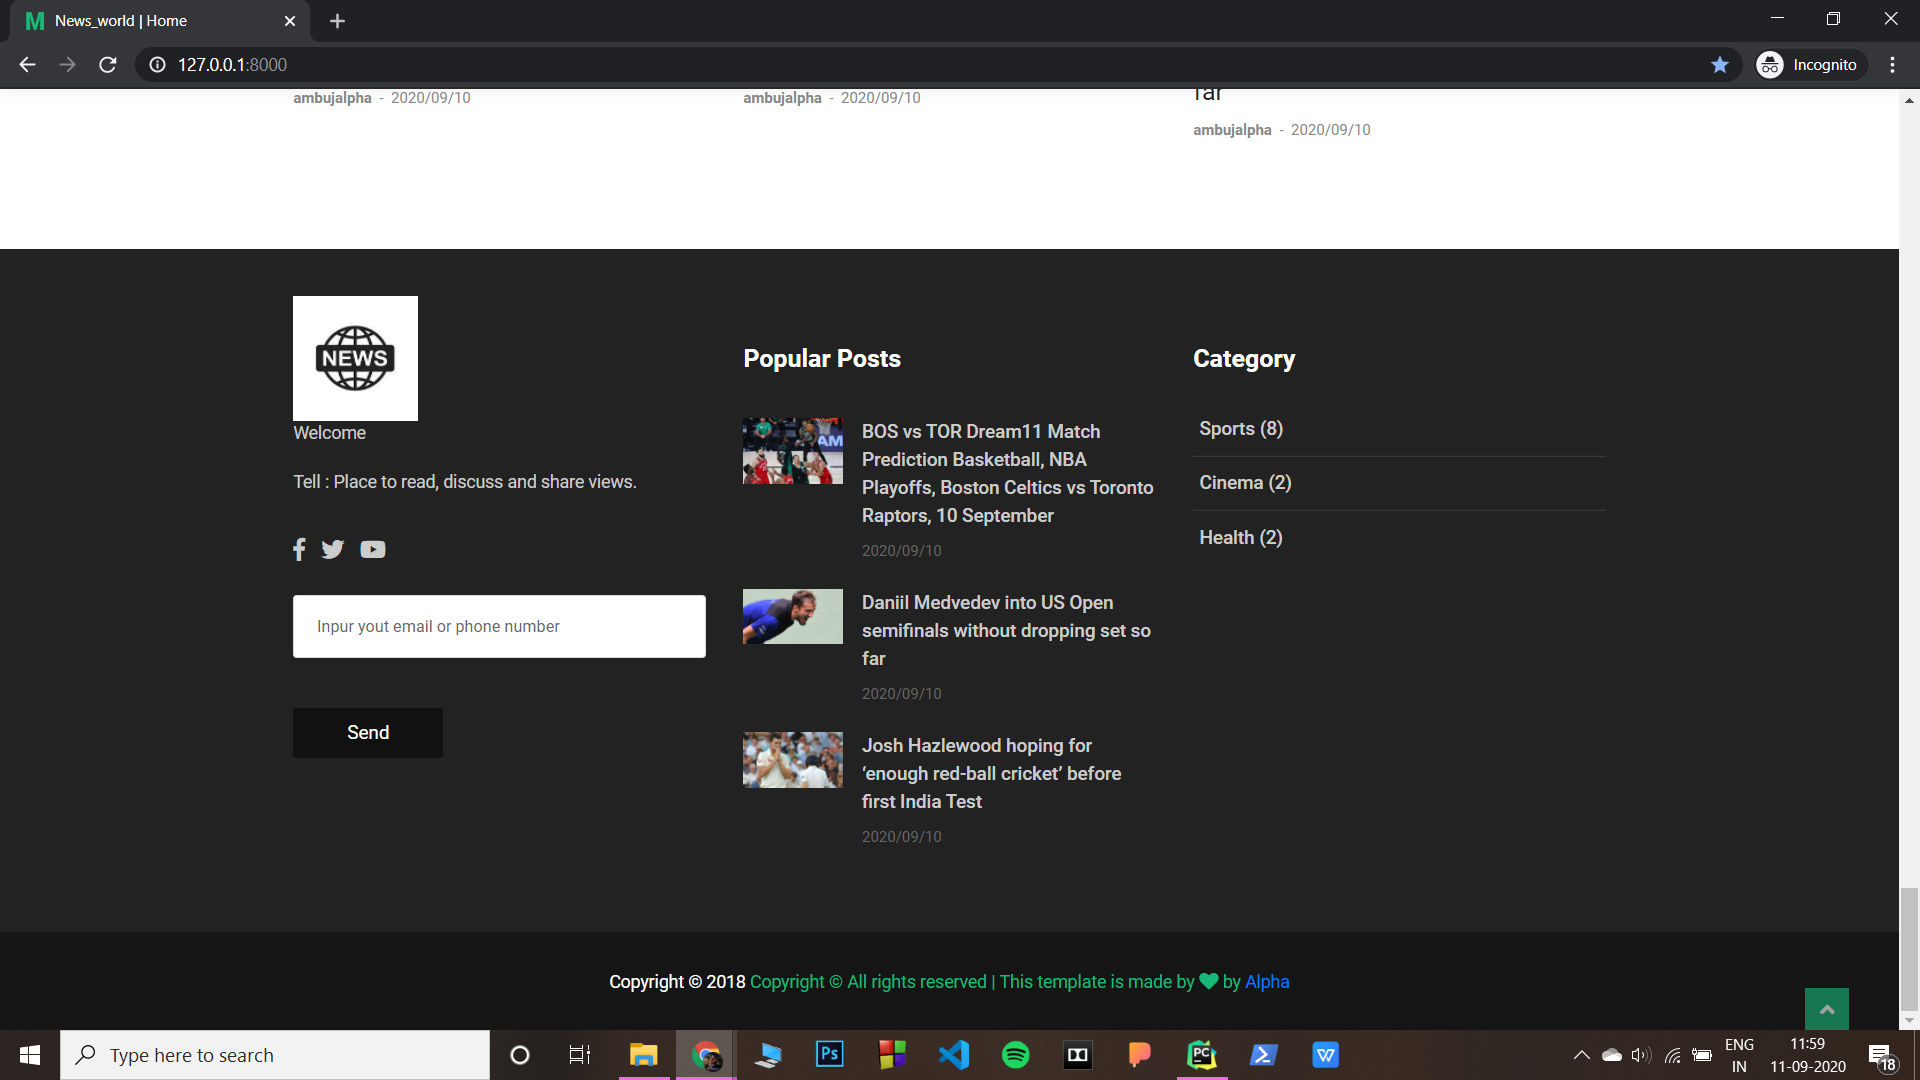 News_world | Home
127.0.0.1:8000
Incognito
far
ambujalpha - 2020/09/10
ambujalpha - 2020/09/10
ambujalpha - 2020/09/10
NEWS
Welcome
Tell : Place to read, discuss and share views.
Inpur yout email or phone number
Send
Popular Posts
BOS vs TOR Dream11 Match
Prediction Basketball, NBA
Playoffs, Boston Celtics vs Toronto
Raptors, 10 September
2020/09/10
Daniil Medvedev into US Open
semifinals without dropping set so
far
2020/09/10
Josh Hazlewood hoping for
‘enough red-ball cricket’ before
first India Test
2020/09/10
Category
Sports (8)
Cinema (2)
Health (2)
Copyright © 2018 Copyright © All rights reserved | This template is made by by Alpha
Type here to search
Ps
PC
W
ENG
IN
11:59
11-09-2020
18